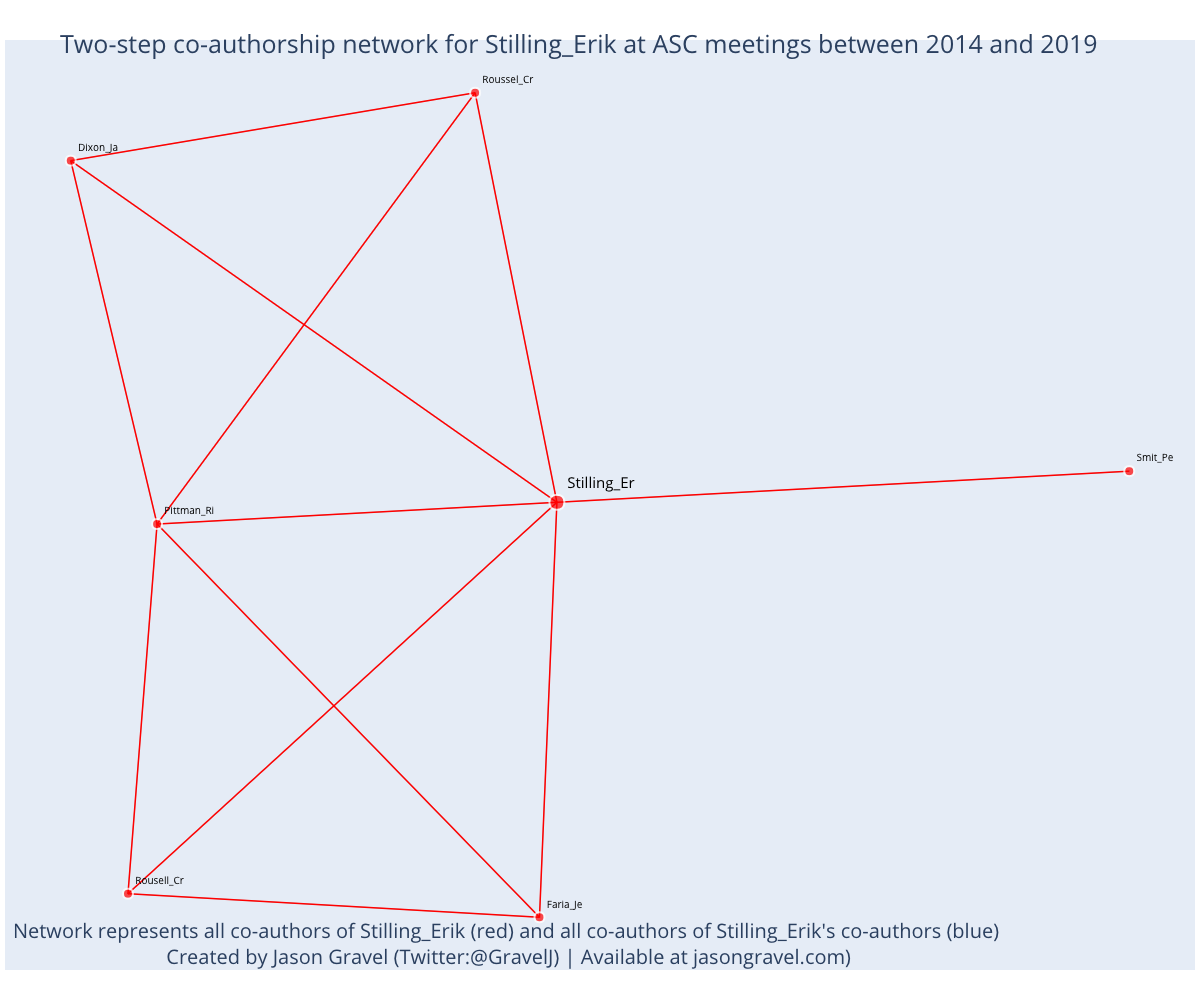 Two-step co-authorship network for Stilling_Erik at ASC meetings between 2014 and 2019
Roussel_Cr
Dixon_Ja
Smit_Pe
Stilling_Er
Pittman_Ri
Rousell_Cr
Faria_Je
Network represents all co-authors of Stilling_Erik (red) and all co-authors of Stilling_Erik's co-authors (blue)
Created by Jason Gravel (Twitter:@GravelJ) | Available at jasongravel.com)